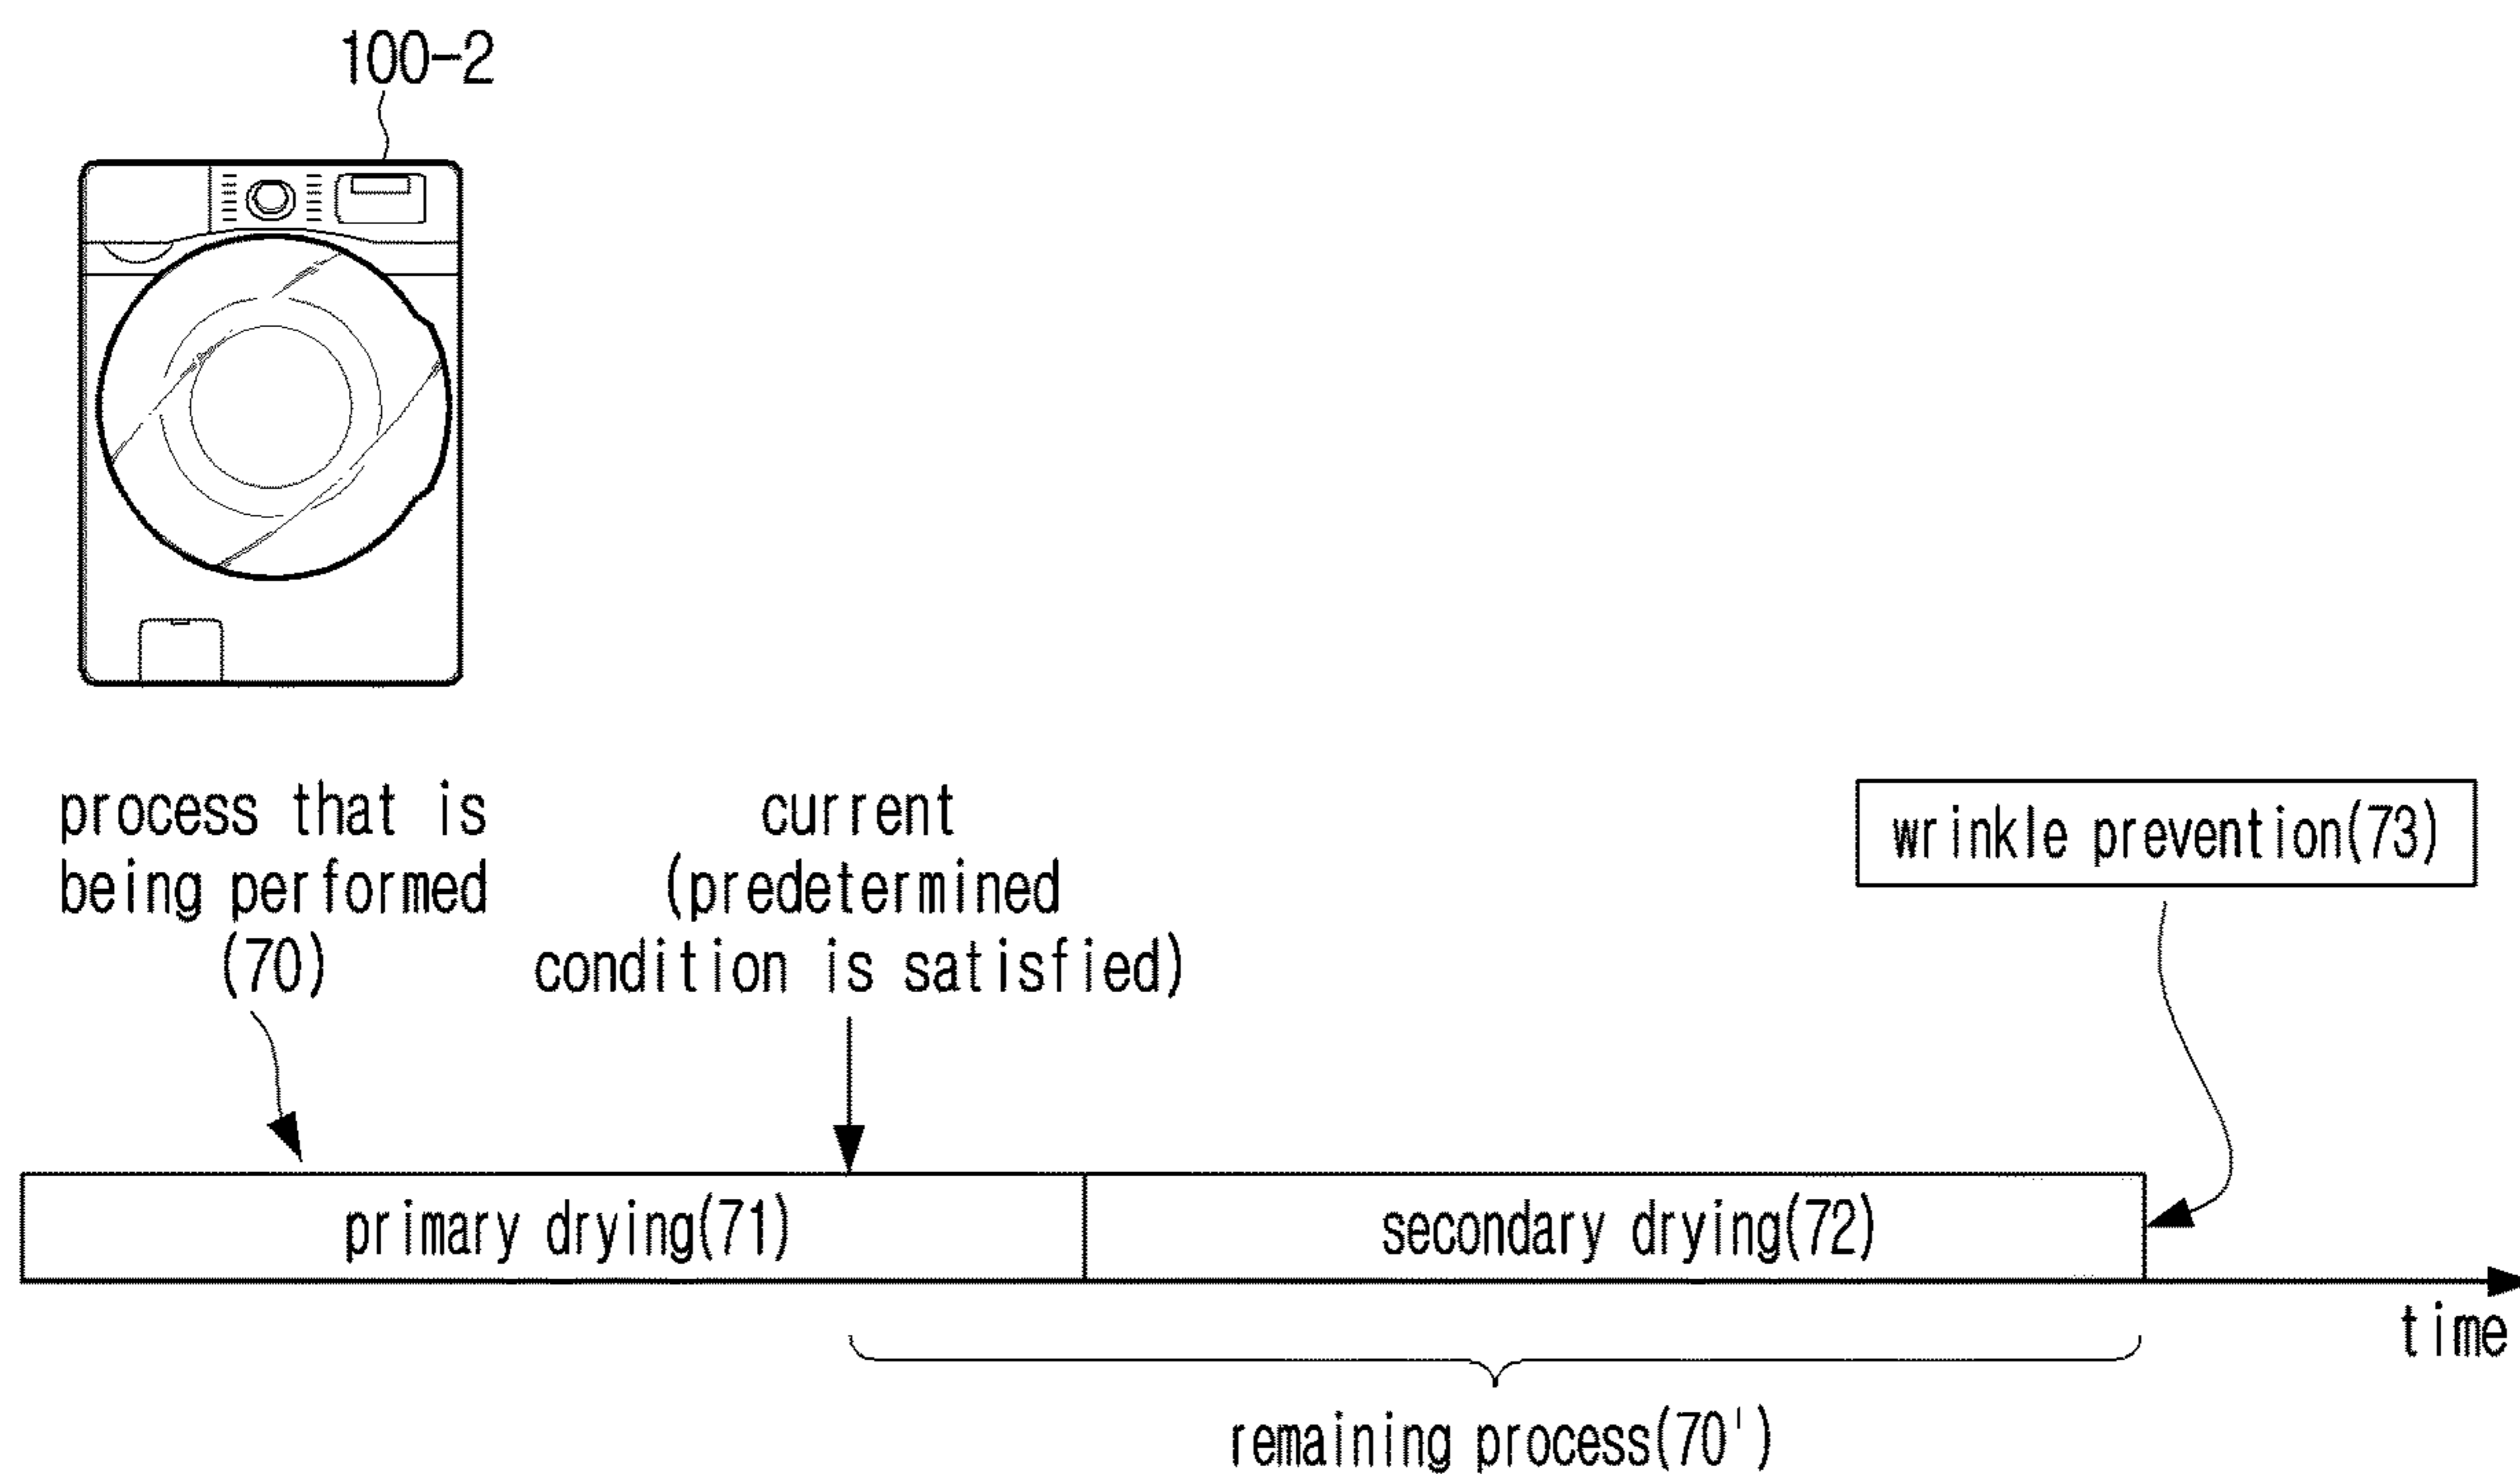 100-2
process that is
being performed
(70)
current
(predetermined
condition is satisfied)
wrinkle prevention(73)
primary drying(71)
secondary drying(72)
time
remaining process(70')